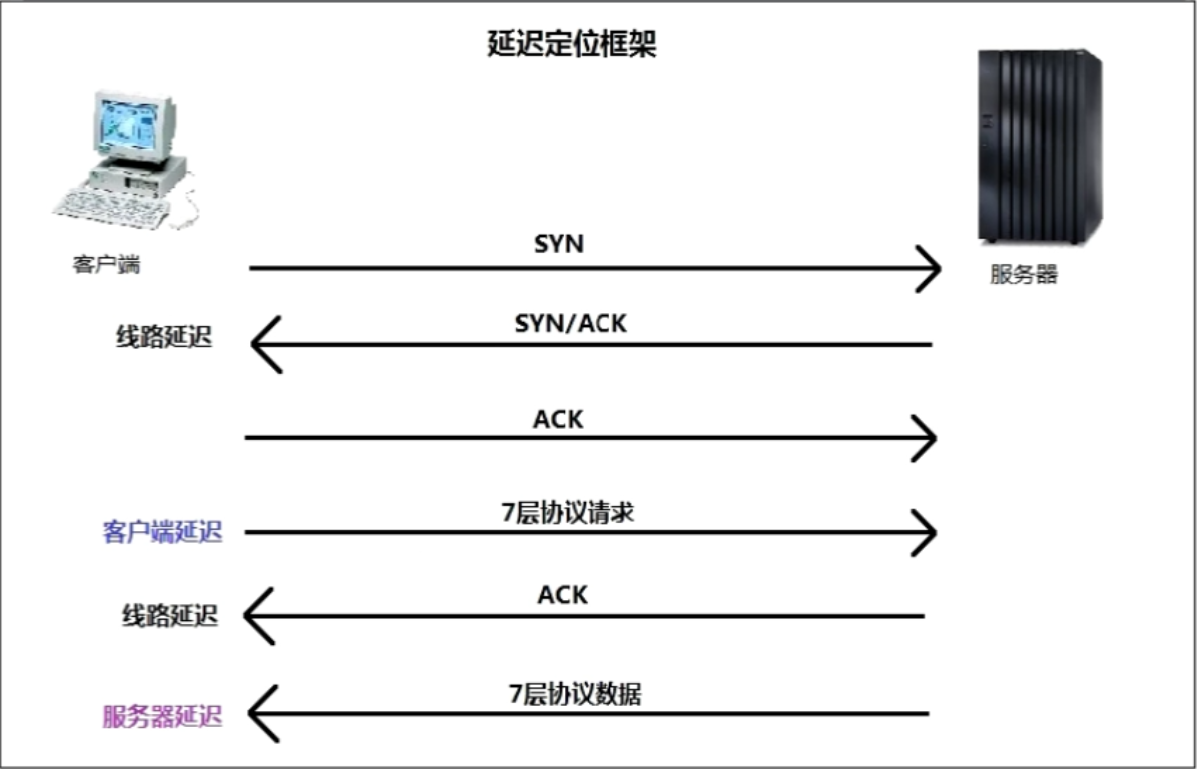 延迟定位框架
客户端
服务器
SYN
线路延迟
SYN/ACK
ACK
客户端延迟
7层协议请求
线路延迟
ACK
服务器延迟
7层协议数据